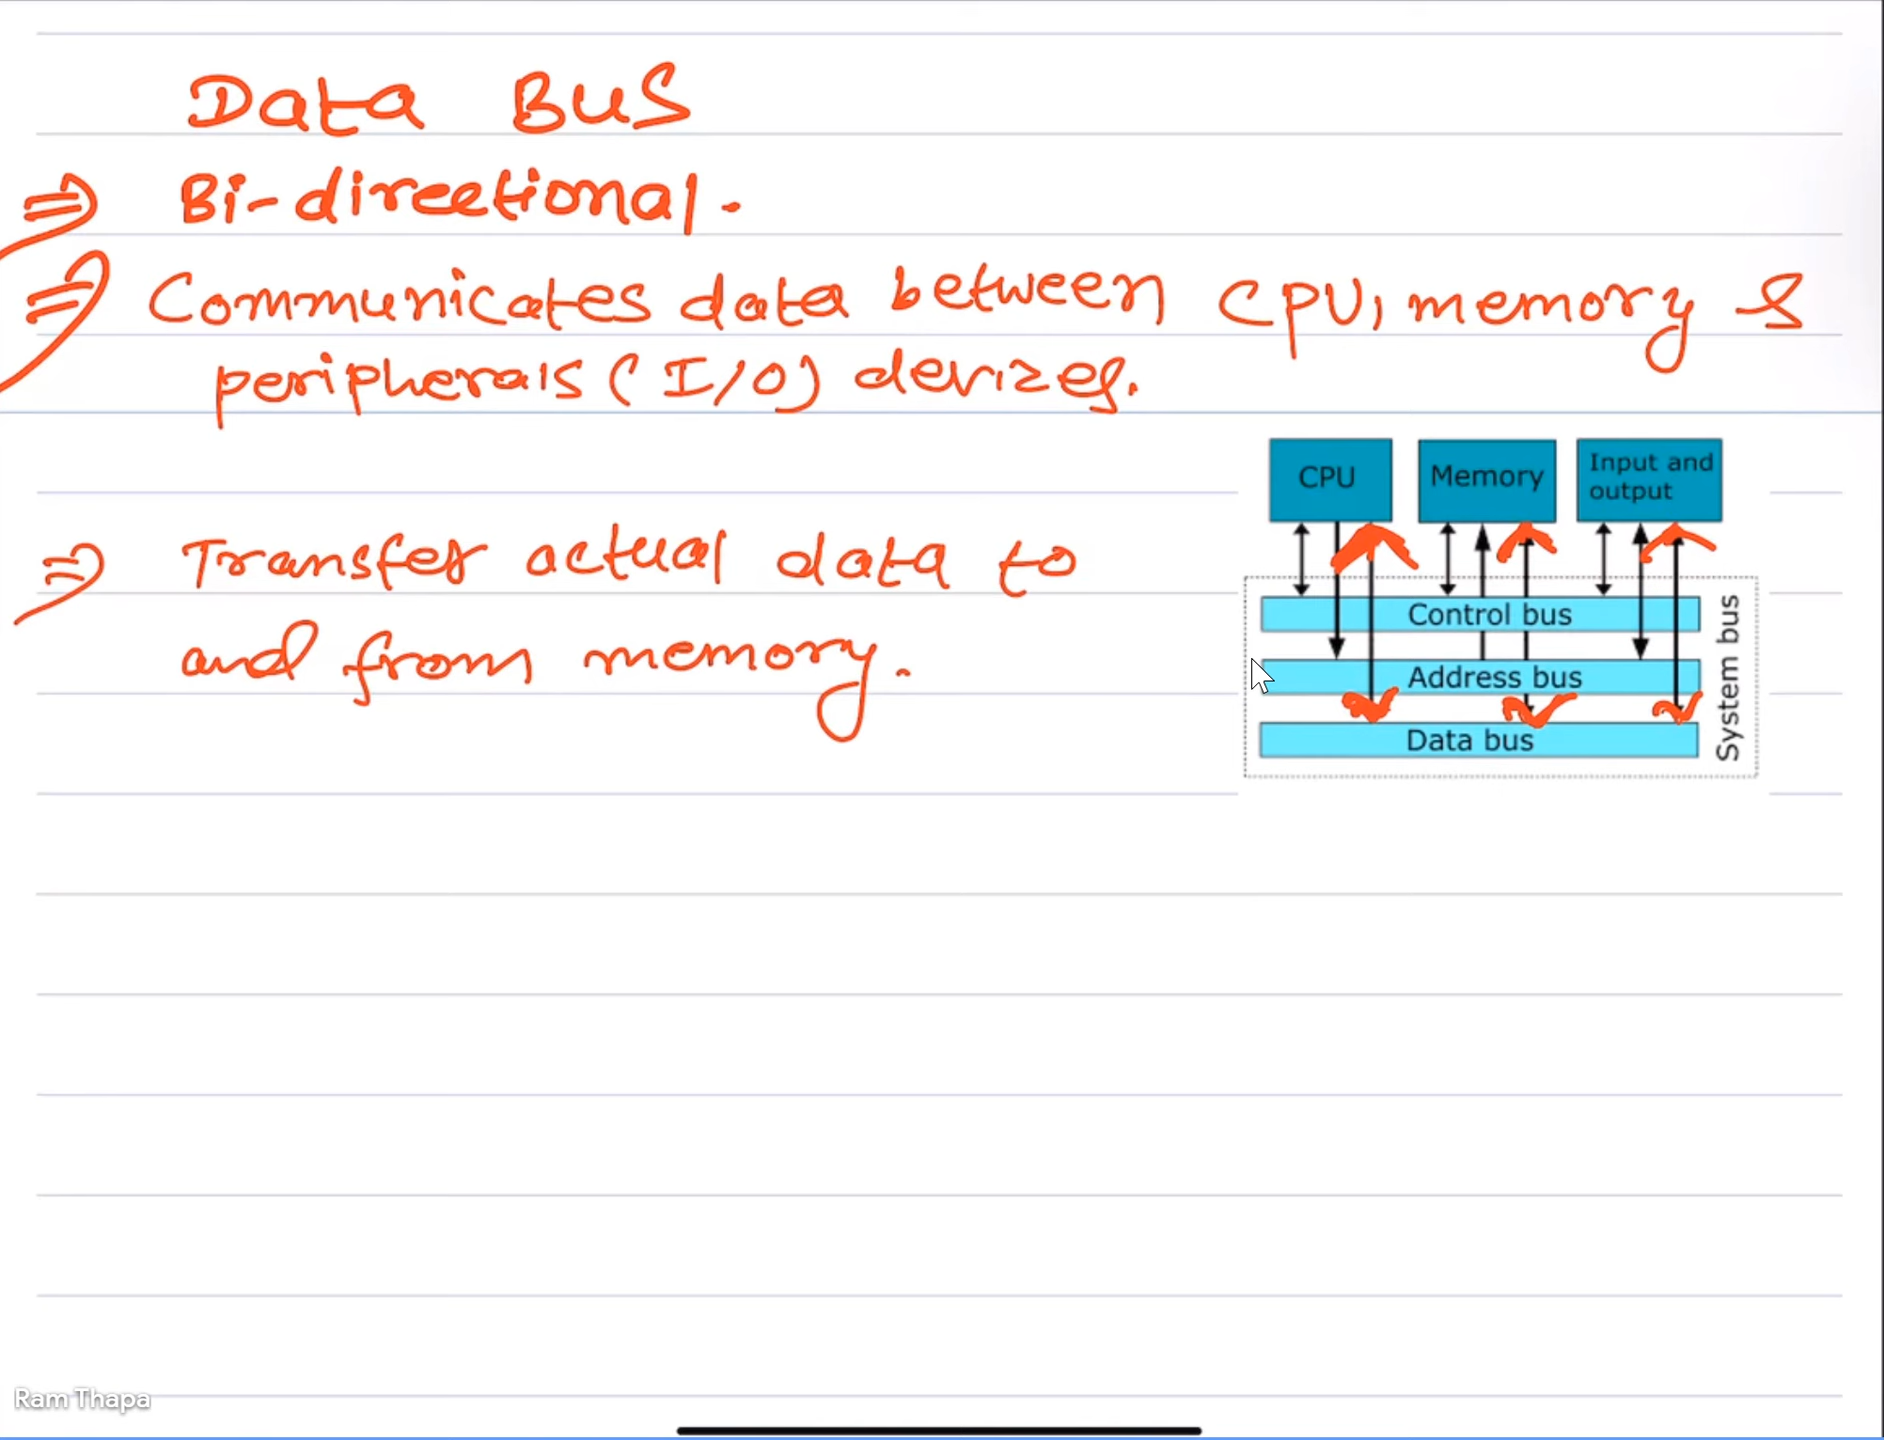 Data Bus
⇒ Bi-directional.
⇒ Communicates data between CPU, memory &
peripherals (I/O) devizes.
⇒ Transfer actual data to
and from memory.
CPU
Memory
Input and
output
Control bus
Address bus
Data bus
System bus
Ram Thapa